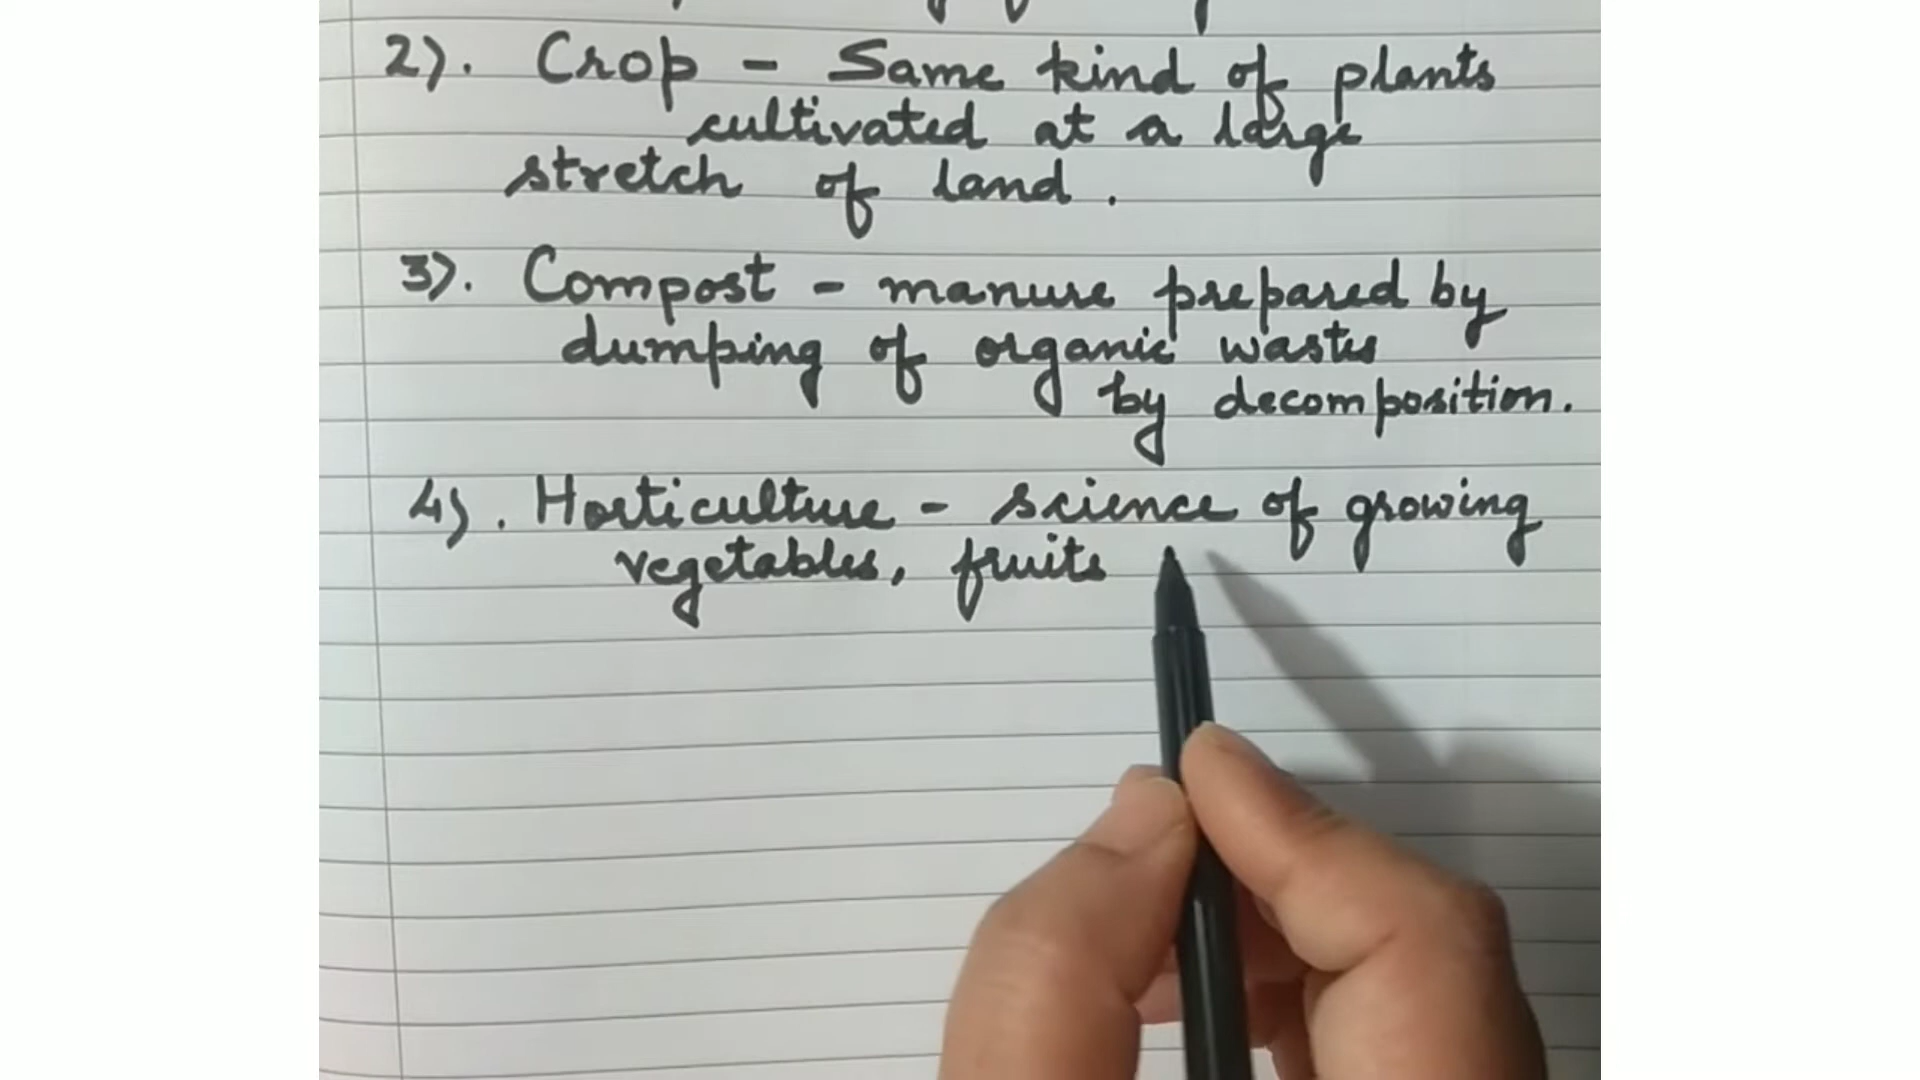 2). Crop - Same kind of plants
cultivated at a large
stretch of land.
3). Compost - manure prepared by
dumping of organic wastes
by decomposition.
4). Horticulture - science of growing
vegetables, fruits